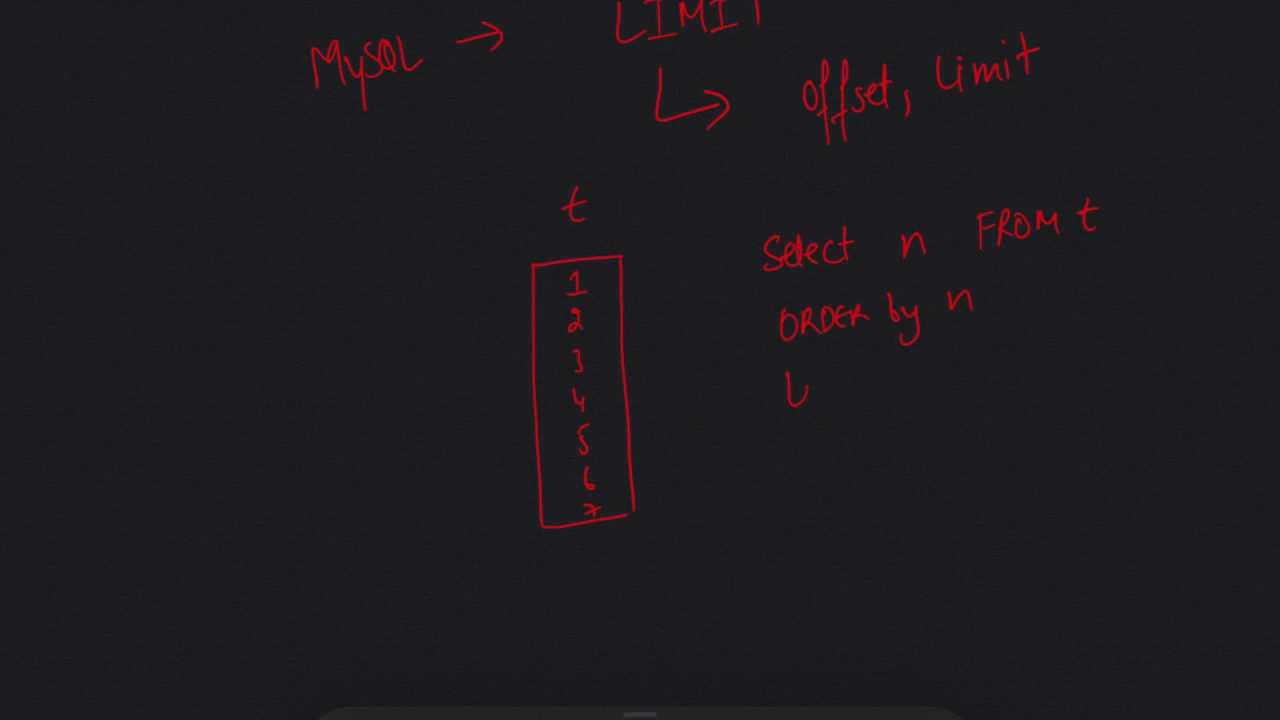 MySQL → LIMIT
↳ offset, Limit
t
1
2
3
4
5
6
7
Select n FROM t
ORDER by n
L